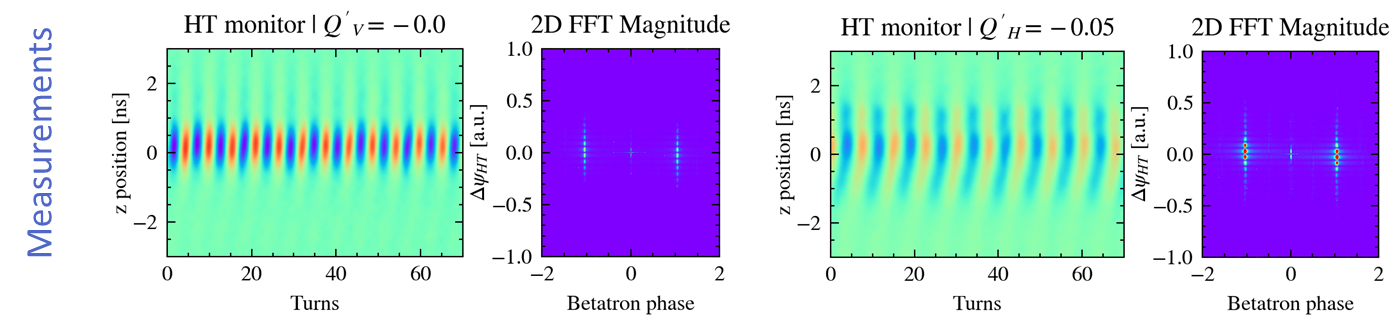 Measurements
HT monitor | Q'V = −0.0
z position [ns]
2
0
−2
0 20 40 60
Turns
2D FFT Magnitude
ΔψHT [a.u.]
1.0
0.5
0.0
−0.5
−1.0
−2 0 2
Betatron phase
HT monitor | Q'H = −0.05
z position [ns]
2
0
−2
0 20 40 60
Turns
2D FFT Magnitude
ΔψHT [a.u.]
1.0
0.5
0.0
−0.5
−1.0
−2 0 2
Betatron phase